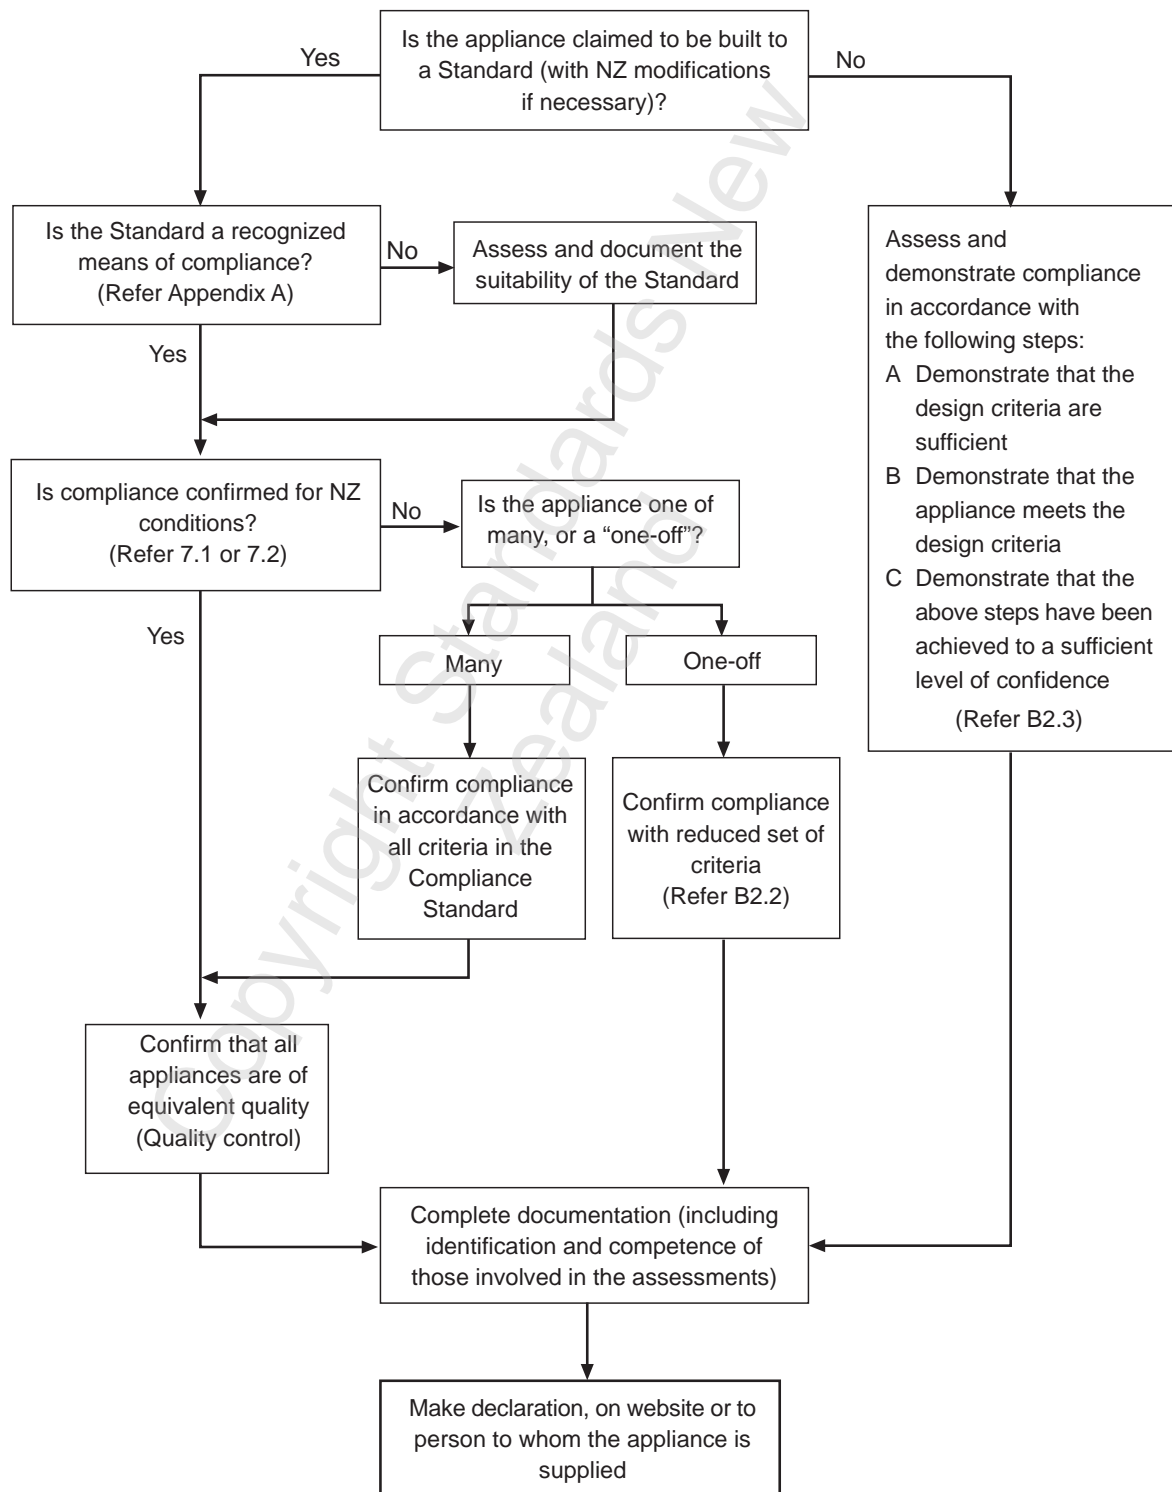 Is the appliance claimed to be built to
a Standard (with NZ modifications
if necessary)?
Yes
No
Is the Standard a recognized
means of compliance?
(Refer Appendix A)
No
Assess and document the
suitability of the Standard
Yes
Assess and
demonstrate compliance
in accordance with
the following steps:
A Demonstrate that the
design criteria are
sufficient
B Demonstrate that the
appliance meets the
design criteria
C Demonstrate that the
above steps have been
achieved to a sufficient
level of confidence
(Refer B2.3)
Is compliance confirmed for NZ
conditions?
(Refer 7.1 or 7.2)
No
Is the appliance one of
many, or a “one-off”?
Yes
Many
One-off
Confirm compliance
in accordance with
all criteria in the
Compliance
Standard
Confirm compliance
with reduced set of
criteria
(Refer B2.2)
Confirm that all
appliances are of
equivalent quality
(Quality control)
Complete documentation (including
identification and competence of
those involved in the assessments)
Make declaration, on website or to
person to whom the appliance is
supplied
Copyright Standards New
Zealand